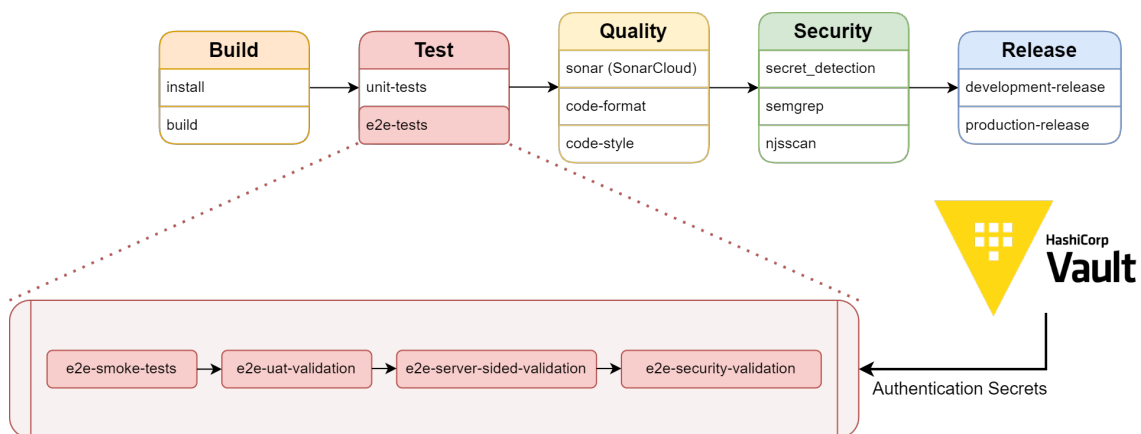 Build
install
build
Test
unit-tests
e2e-tests
Quality
sonar (SonarCloud)
code-format
code-style
Security
secret_detection
semgrep
njsscan
Release
development-release
production-release
HashiCorp
Vault
e2e-smoke-tests
e2e-uat-validation
e2e-server-sided-validation
e2e-security-validation
Authentication Secrets